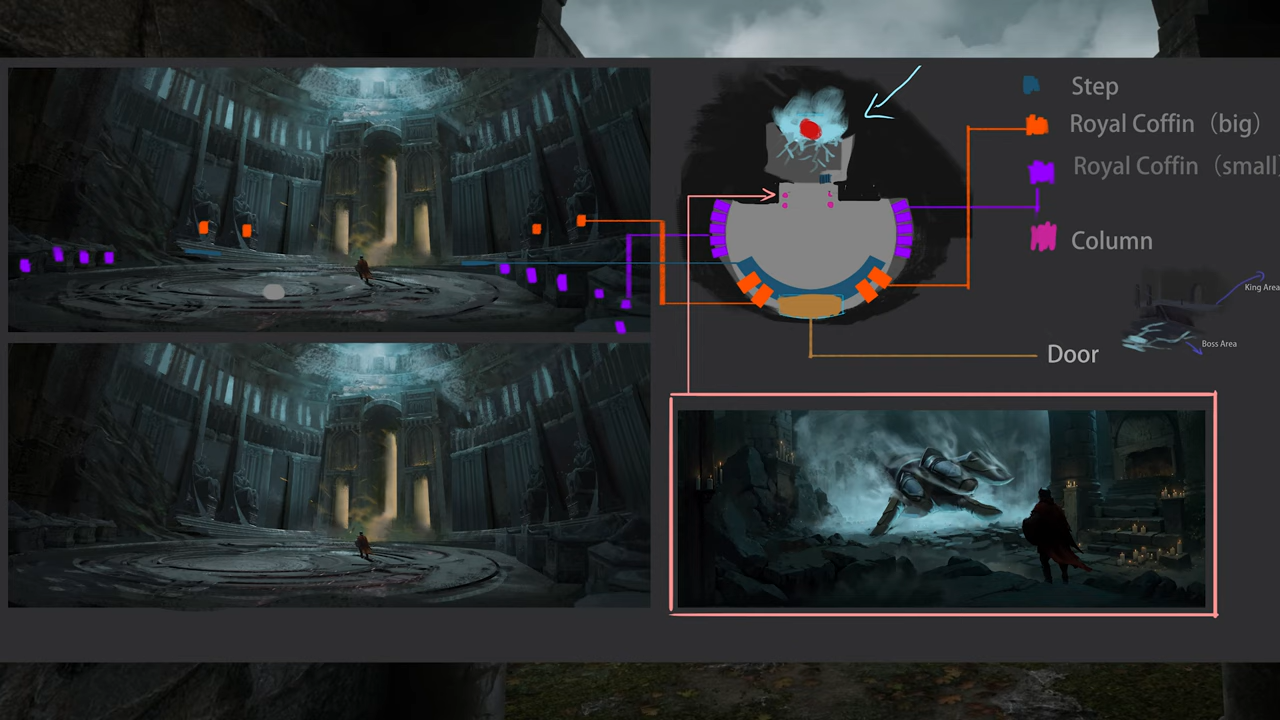 Step
Royal Coffin（big）
Royal Coffin（small
Column
King Area
Boss Area
Door